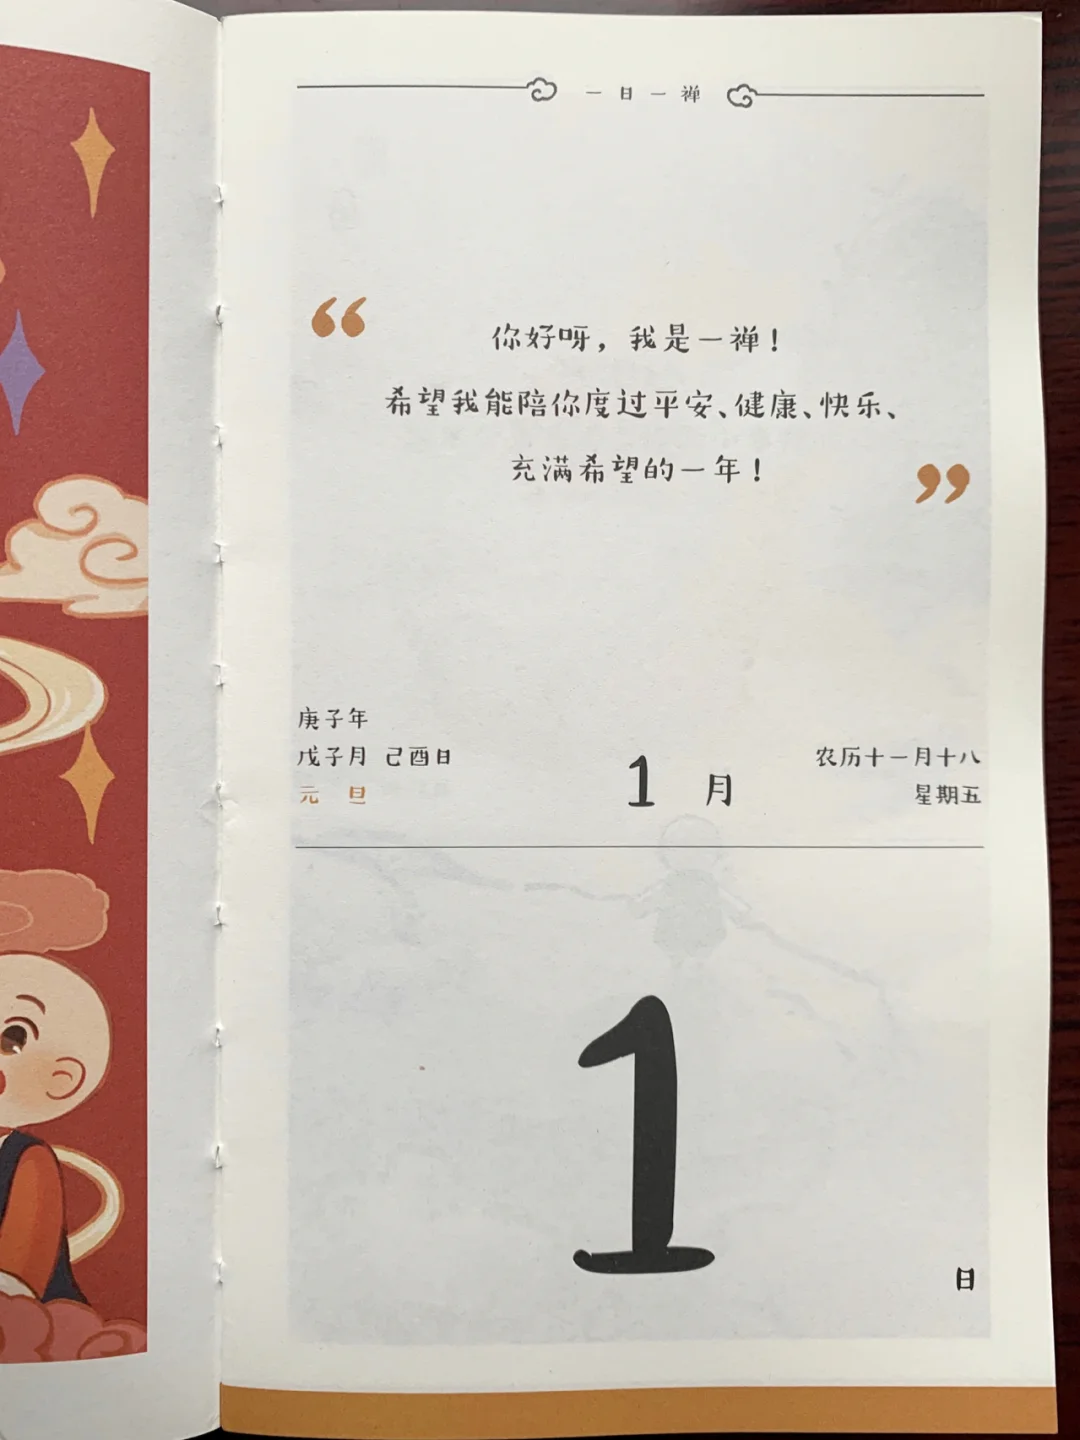 一日一禅
你好呀，我是一禅！
希望我能陪你度过平安、健康、快乐、
充满希望的一年！
庚子年
戊子月 己酉日
元旦
1月
农历十一月十八
星期五
1
日